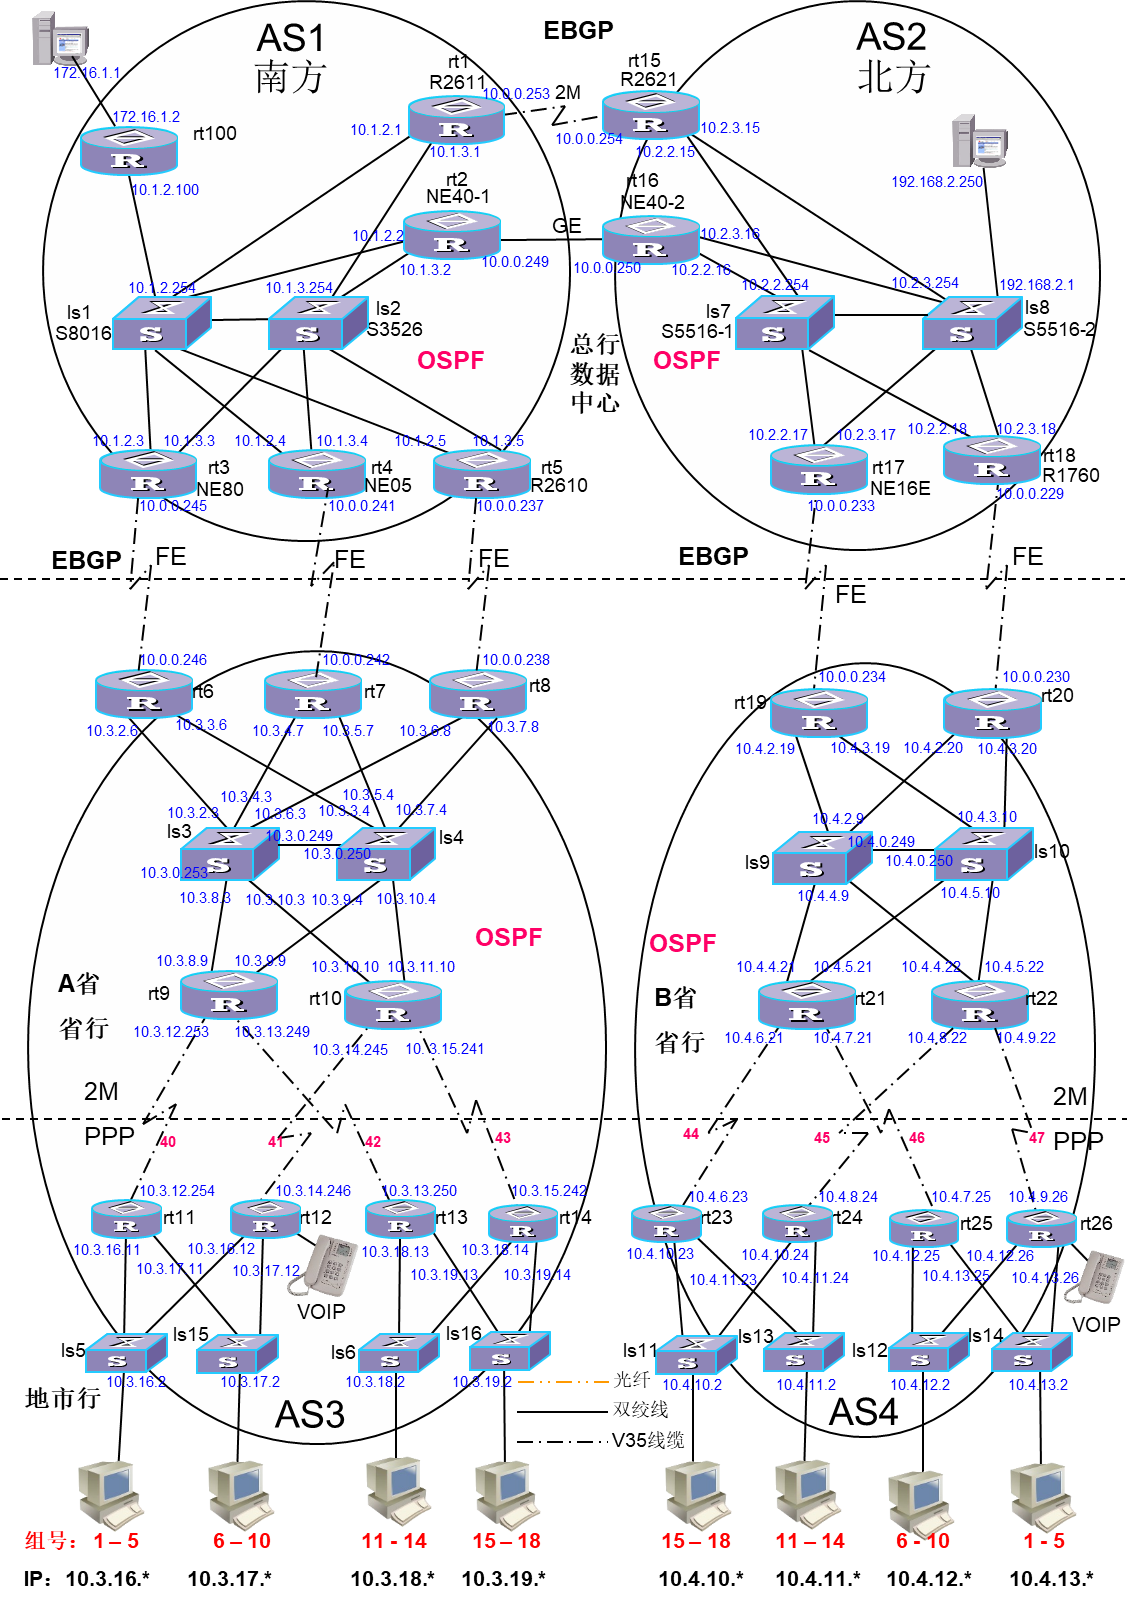 AS1
南方
EBGP
AS2
北方
172.16.1.1
172.16.1.2
rt100
10.1.2.100
rt1
R2611
10.0.0.253
2M
10.1.2.1
10.1.3.1
rt15
R2621
10.0.0.254
10.2.3.15
10.2.2.15
192.168.2.250
rt2
NE40-1
10.1.2.2
10.1.3.2
10.0.0.249
GE
rt16
NE40-2
10.0.0.250
10.2.3.16
10.2.2.16
10.1.2.254
10.1.3.254
ls1
S8016
ls2
S3526
10.2.2.254
10.2.3.254
192.168.2.1
ls7
S5516-1
ls8
S5516-2
OSPF
总行
数据
中心
OSPF
10.1.2.3
10.1.3.3
10.1.2.4
10.1.3.4
10.1.2.5
10.1.3.5
rt3
NE80
rt4
NE05
rt5
R2610
10.0.0.245
10.0.0.241
10.0.0.237
10.2.2.17
10.2.3.17
10.2.2.18
10.2.3.18
rt17
NE16E
rt18
R1760
10.0.0.233
10.0.0.229
EBGP
FE
FE
FE
EBGP
FE
FE
10.0.0.246
10.0.0.242
10.0.0.238
10.0.0.234
10.0.0.230
rt6
rt7
rt8
rt19
rt20
10.3.2.6
10.3.3.6
10.3.4.7
10.3.5.7
10.3.6.8
10.3.7.8
10.4.2.19
10.4.3.19
10.4.2.20
10.4.3.20
10.3.4.3
10.3.5.4
10.3.2.3
10.3.6.3
10.3.3.4
10.3.7.4
ls3
10.3.0.249
10.3.0.250
ls4
10.3.0.253
10.4.2.9
10.4.3.10
10.4.0.249
10.4.0.250
ls9
ls10
10.3.8.3
10.3.10.3
10.3.9.4
10.3.10.4
10.4.4.9
10.4.5.10
OSPF
OSPF
10.3.8.9
10.3.9.9
10.3.10.10
10.3.11.10
10.4.4.21
10.4.5.21
10.4.4.22
10.4.5.22
A省
省行
rt9
rt10
B省
省行
rt21
rt22
10.3.12.253
10.3.13.249
10.3.14.245
10.3.15.241
10.4.6.21
10.4.7.21
10.4.8.22
10.4.9.22
2M
PPP
2M
PPP
40
41
42
43
44
45
46
47
10.3.12.254
10.3.14.246
10.3.13.250
10.3.15.242
10.4.6.23
10.4.8.24
10.4.7.25
10.4.9.26
rt11
rt12
rt13
rt14
rt23
rt24
rt25
rt26
10.3.16.11
10.3.16.12
10.3.18.13
10.3.18.14
10.3.17.11
10.3.17.12
10.3.19.13
10.3.19.14
10.4.10.23
10.4.10.24
10.4.12.25
10.4.12.26
10.4.11.23
10.4.11.24
10.4.13.25
10.4.13.26
VOIP
VOIP
ls5
ls15
ls6
ls16
ls11
ls13
ls12
ls14
10.3.16.2
10.3.17.2
10.3.18.2
10.3.19.2
10.4.10.2
10.4.11.2
10.4.12.2
10.4.13.2
地市行
AS3
AS4
光纤
双绞线
V35线缆
组号: 1 – 5
6 – 10
11 - 14
15 – 18
15 – 18
11 – 14
6 - 10
1 - 5
IP: 10.3.16.*
10.3.17.*
10.3.18.*
10.3.19.*
10.4.10.*
10.4.11.*
10.4.12.*
10.4.13.*